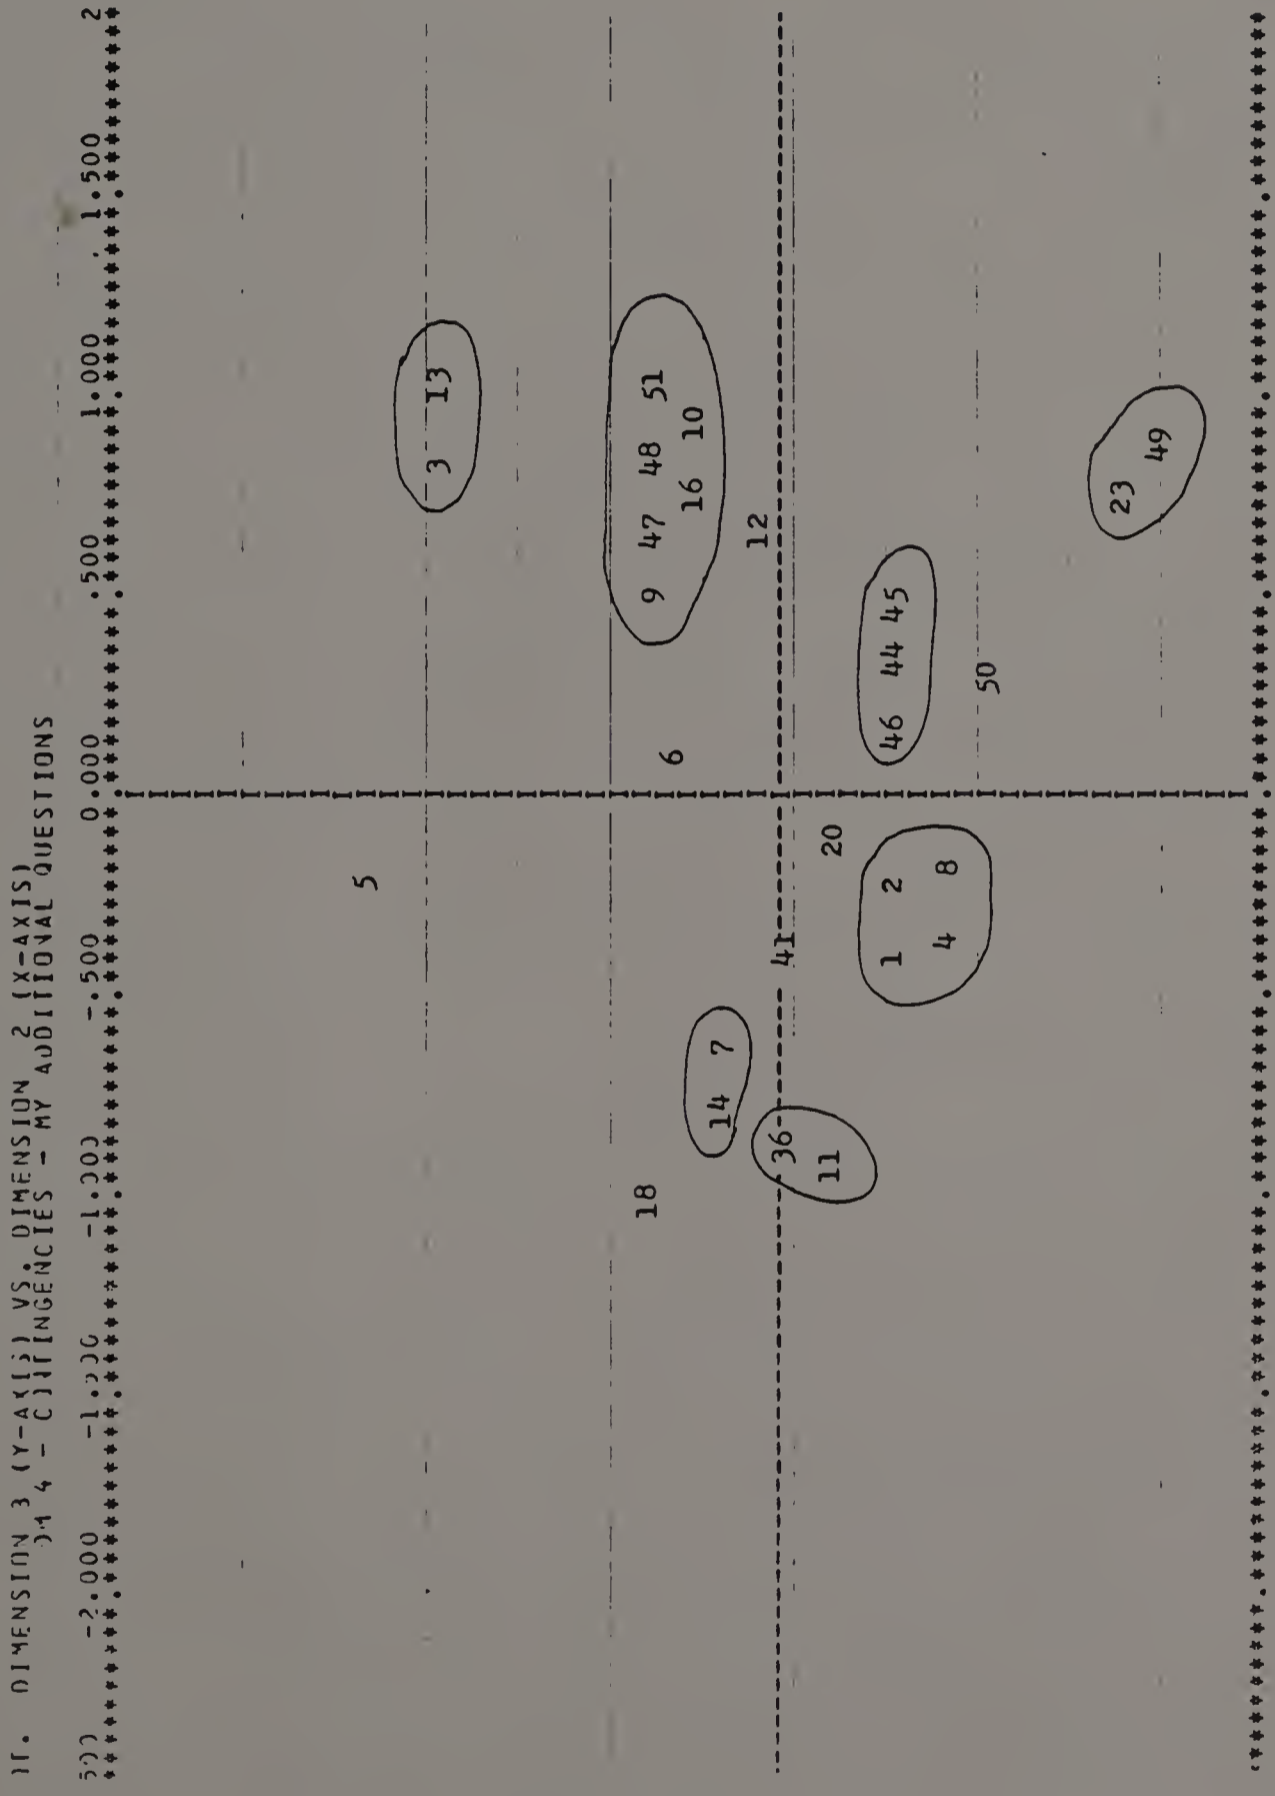 DIMENSION 3 (Y-AXIS) VS. DIMENSION 2 (X-AXIS)
4 - CONTINGENCIES - MY ADDITIONAL QUESTIONS
-2.000 -1.000 -.500 0.000 .500 1.000 1.500 2
5
3 13
18 6 9 47 48 51
16 10
14 7 12
36 41
11 20
1 2 46 44 45
4 8
50
23
49